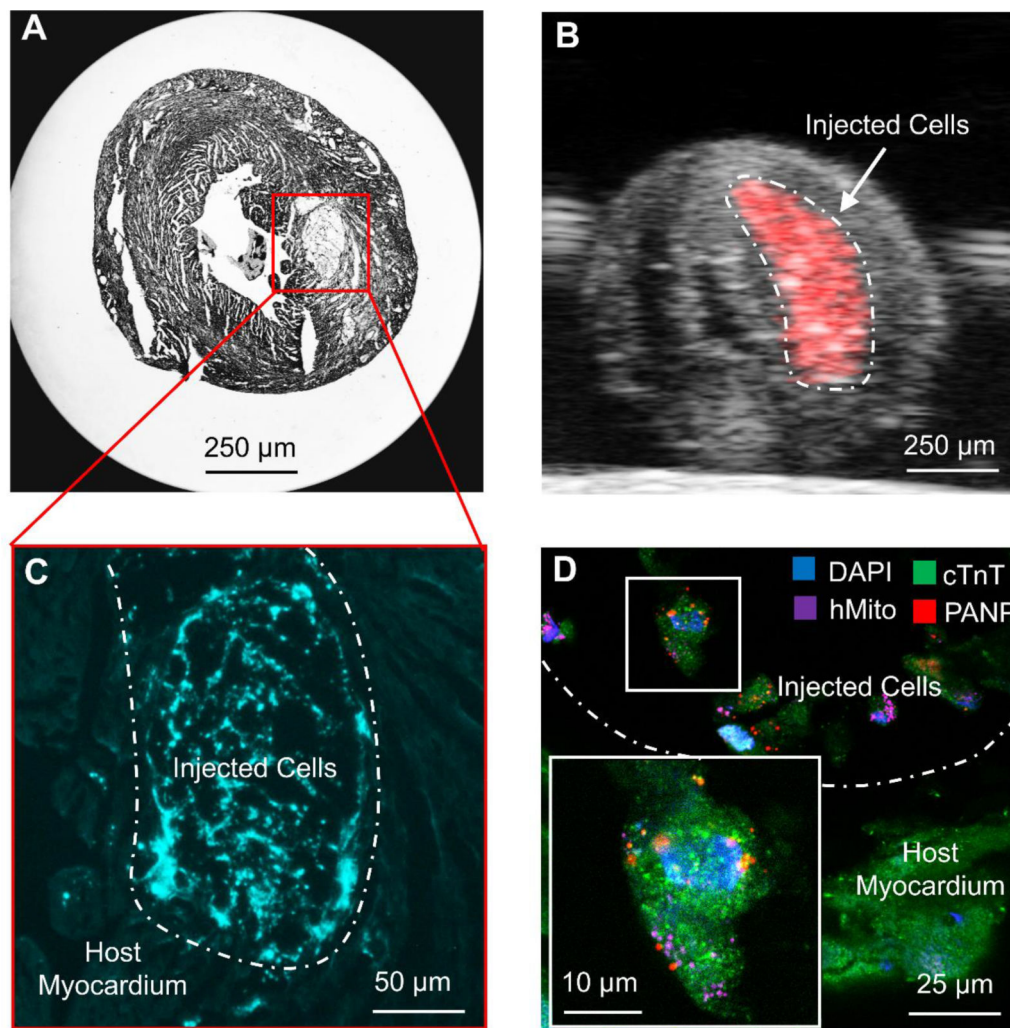 A
250 µm
B
Injected Cells
250 µm
C
Injected Cells
Host
Myocardium
50 µm
D
DAPI
cTnT
hMito
PANP
Injected Cells
Host
Myocardium
10 µm
25 µm